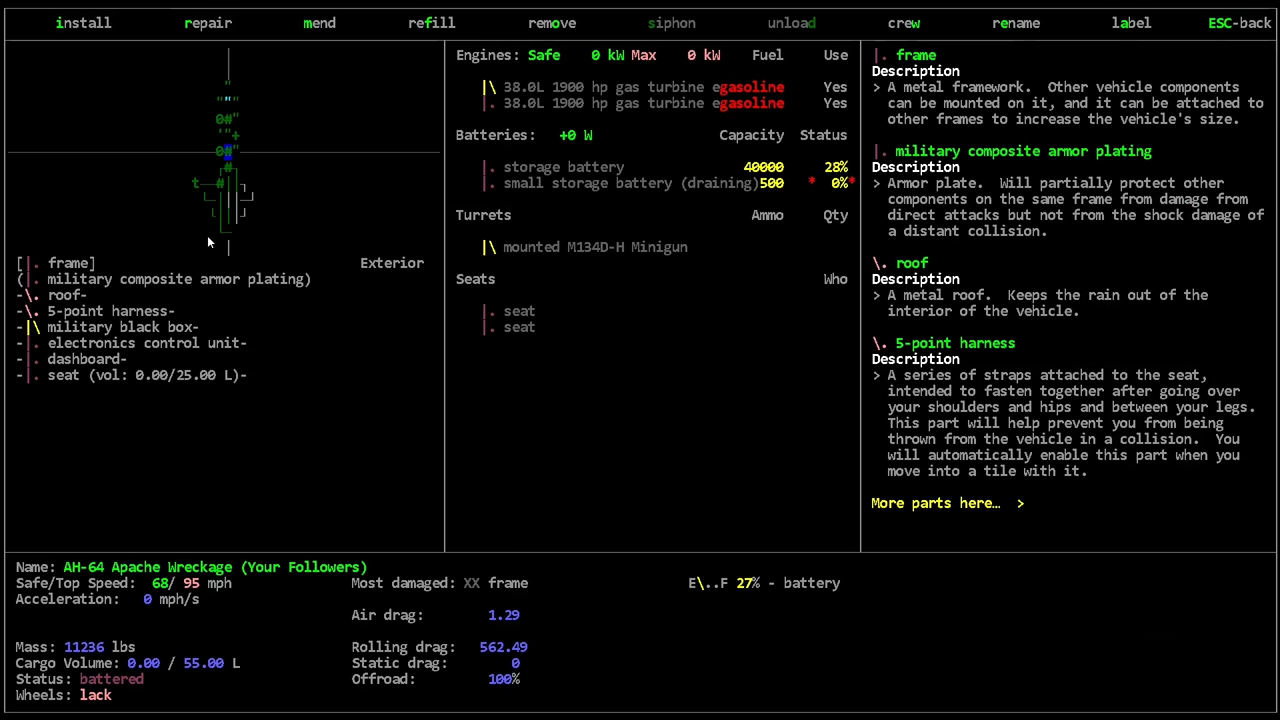 install repair mend refill remove siphon unload crew rename label ESC-back
Engines: Safe 0 kW Max 0 kW Fuel Use
|\ 38.0L 1900 hp gas turbine egasoline Yes
|. 38.0L 1900 hp gas turbine egasoline Yes
Batteries: +0 W Capacity Status
|. storage battery 40000 28%
|. small storage battery (draining)500 * 0%*
Turrets Ammo Qty
|\ mounted M134D-H Minigun
Seats Who
|. seat
|. seat
[|. frame] Exterior
(|. military composite armor plating)
-\. roof-
-\. 5-point harness-
-|\ military black box-
-|. electronics control unit-
-|. dashboard-
-|. seat (vol: 0.00/25.00 L)-
|. frame
Description
> A metal framework. Other vehicle components
can be mounted on it, and it can be attached to
other frames to increase the vehicle's size.
|. military composite armor plating
Description
> Armor plate. Will partially protect other
components on the same frame from damage from
direct attacks but not from the shock damage of
a distant collision.
\. roof
Description
> A metal roof. Keeps the rain out of the
interior of the vehicle.
\. 5-point harness
Description
> A series of straps attached to the seat,
intended to fasten together after going over
your shoulders and hips and between your legs.
This part will help prevent you from being
thrown from the vehicle in a collision. You
will automatically enable this part when you
move into a tile with it.
More parts here… >
Name: AH-64 Apache Wreckage (Your Followers)
Safe/Top Speed: 68/ 95 mph Most damaged: XX frame E\..F 27% - battery
Acceleration: 0 mph/s
Air drag: 1.29
Mass: 11236 lbs Rolling drag: 562.49
Cargo Volume: 0.00 / 55.00 L Static drag: 0
Status: battered Offroad: 100%
Wheels: lack